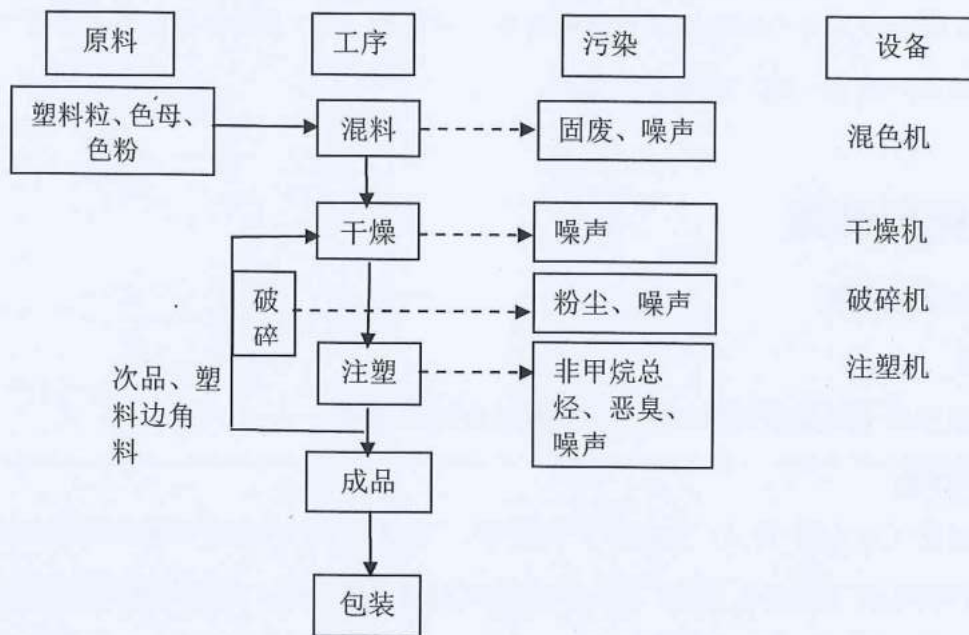 原料
工序
污染
设备
塑料粒、色母、
色粉
混料
固废、噪声
混色机
干燥
噪声
干燥机
破
碎
粉尘、噪声
破碎机
次品、塑
料边角
料
注塑
非甲烷总
烃、恶臭、
噪声
注塑机
成品
包装